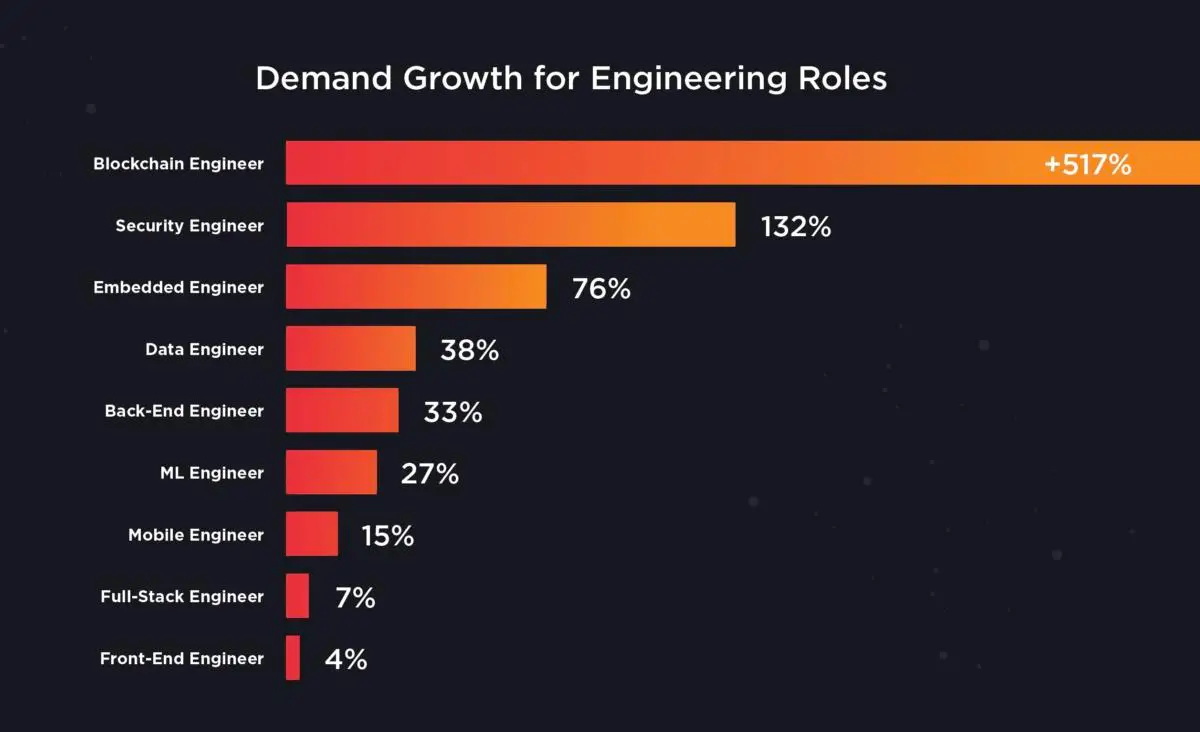 Demand Growth for Engineering Roles
Blockchain Engineer +517%
Security Engineer 132%
Embedded Engineer 76%
Data Engineer 38%
Back-End Engineer 33%
ML Engineer 27%
Mobile Engineer 15%
Full-Stack Engineer 7%
Front-End Engineer 4%